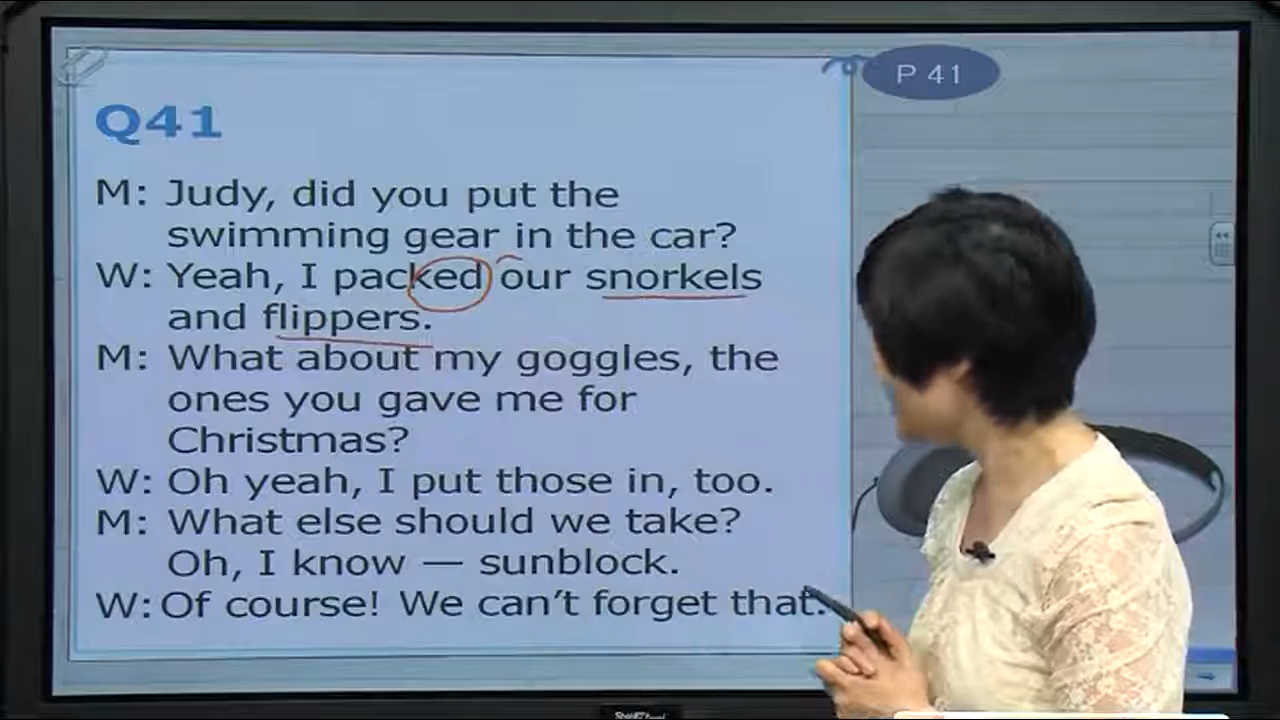 P 41
Q41
M: Judy, did you put the
swimming gear in the car?
W: Yeah, I packed our snorkels
and flippers.
M: What about my goggles, the
ones you gave me for
Christmas?
W: Oh yeah, I put those in, too.
M: What else should we take?
Oh, I know — sunblock.
W: Of course! We can't forget that.